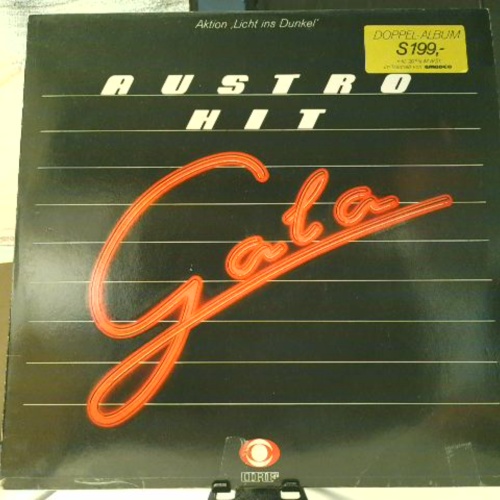 Aktion ‚Licht ins Dunkel'
DOPPEL-ALBUM
S 199,-
AUSTRO
HIT
Gala
ORF